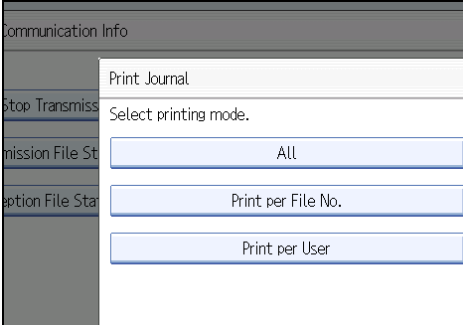 Communication Info
Print Journal
Stop Transmiss
Select printing mode.
mission File St
All
eption File Sta
Print per File No.
Print per User